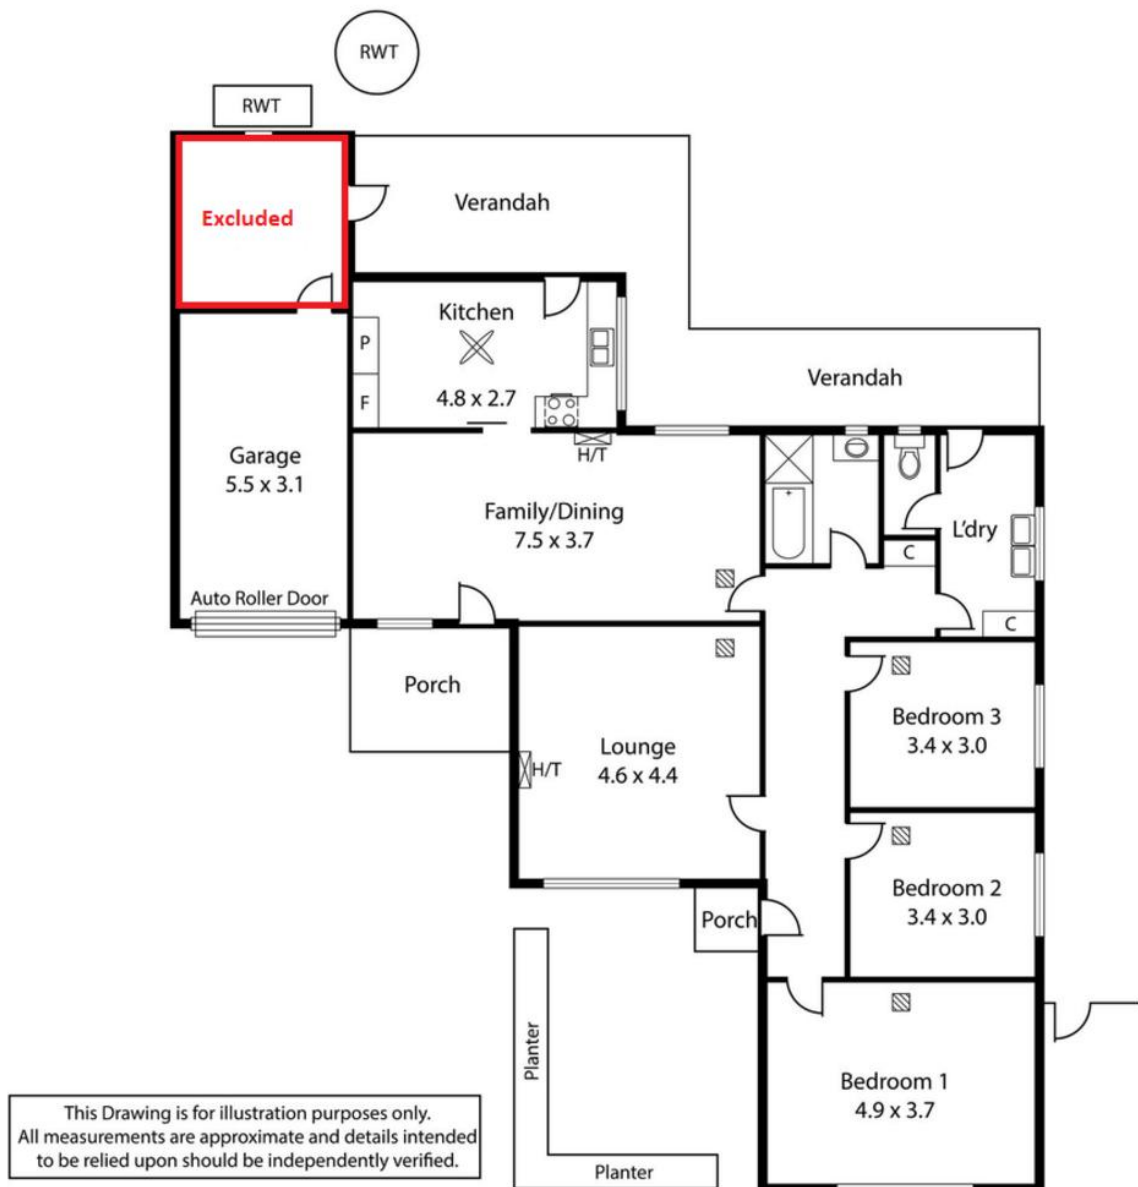 RWT
RWT
Excluded
Verandah
Kitchen
P
4.8 x 2.7
F
Verandah
H/T
Garage
5.5 x 3.1
Family/Dining
7.5 x 3.7
L'dry
C
Auto Roller Door
C
Porch
Lounge
4.6 x 4.4
H/T
Bedroom 3
3.4 x 3.0
Bedroom 2
3.4 x 3.0
Porch
Planter
Bedroom 1
4.9 x 3.7
Planter
This Drawing is for illustration purposes only.
All measurements are approximate and details intended
to be relied upon should be independently verified.